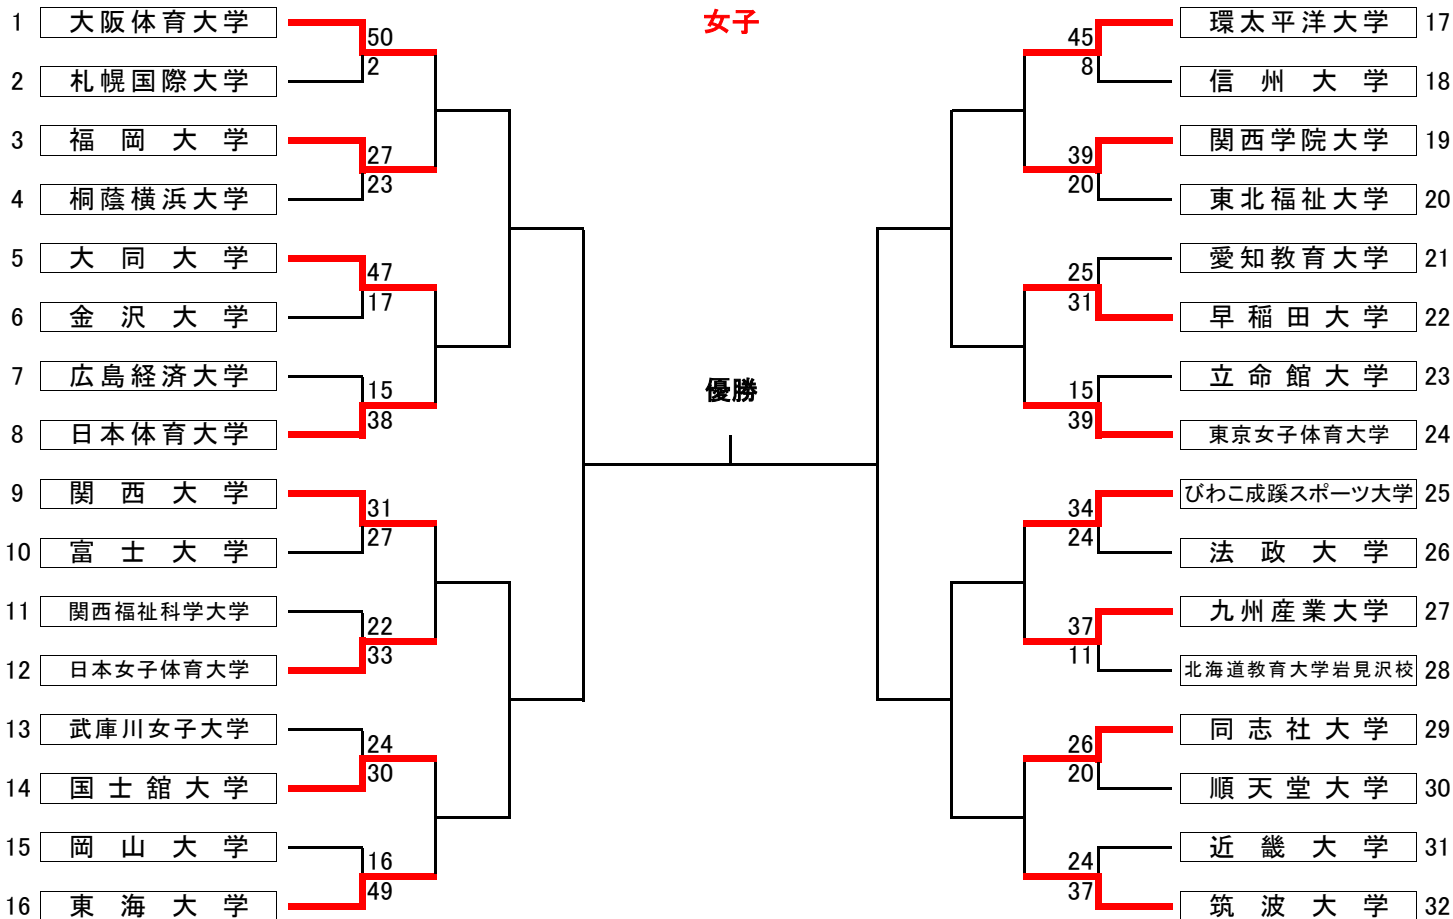 女子
1 大阪体育大学
50
2
2 札幌国際大学
3 福岡大学
27
23
4 桐蔭横浜大学
5 大同大学
47
17
6 金沢大学
7 広島経済大学
15
38
8 日本体育大学
9 関西大学
31
27
10 富士大学
11 関西福祉科学大学
22
33
12 日本女子体育大学
13 武庫川女子大学
24
30
14 国士舘大学
15 岡山大学
16
49
16 東海大学
優勝
環太平洋大学 17
45
8
信州大学 18
関西学院大学 19
39
20
東北福祉大学 20
愛知教育大学 21
25
31
早稲田大学 22
立命館大学 23
15
39
東京女子体育大学 24
びわこ成蹊スポーツ大学 25
34
24
法政大学 26
九州産業大学 27
37
11
北海道教育大学岩見沢校 28
同志社大学 29
26
20
順天堂大学 30
近畿大学 31
24
37
筑波大学 32